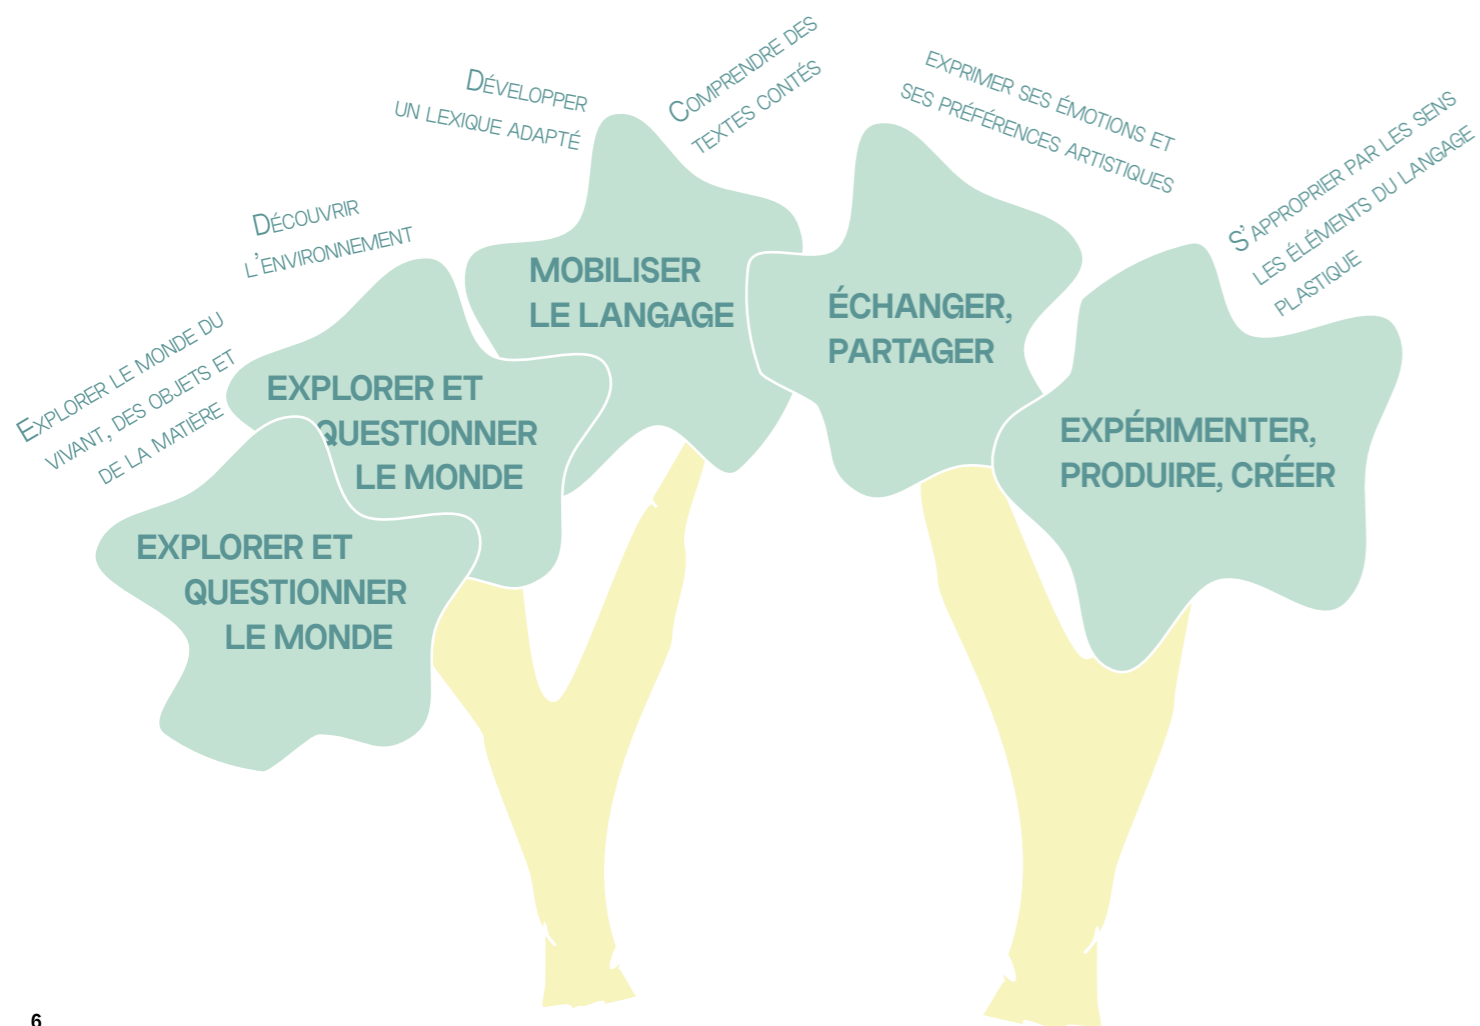 Explorer le monde du
vivant, des objets et
de la matière
Découvrir
l'environnement
Développer
un lexique adapté
Comprendre des
textes contés
exprimer ses émotions et
ses préférences artistiques
S'approprier par les sens
les éléments du langage
plastique
EXPLORER ET
QUESTIONNER
LE MONDE
EXPLORER ET
QUESTIONNER
LE MONDE
MOBILISER
LE LANGAGE
ÉCHANGER,
PARTAGER
EXPÉRIMENTER,
PRODUIRE, CRÉER
6